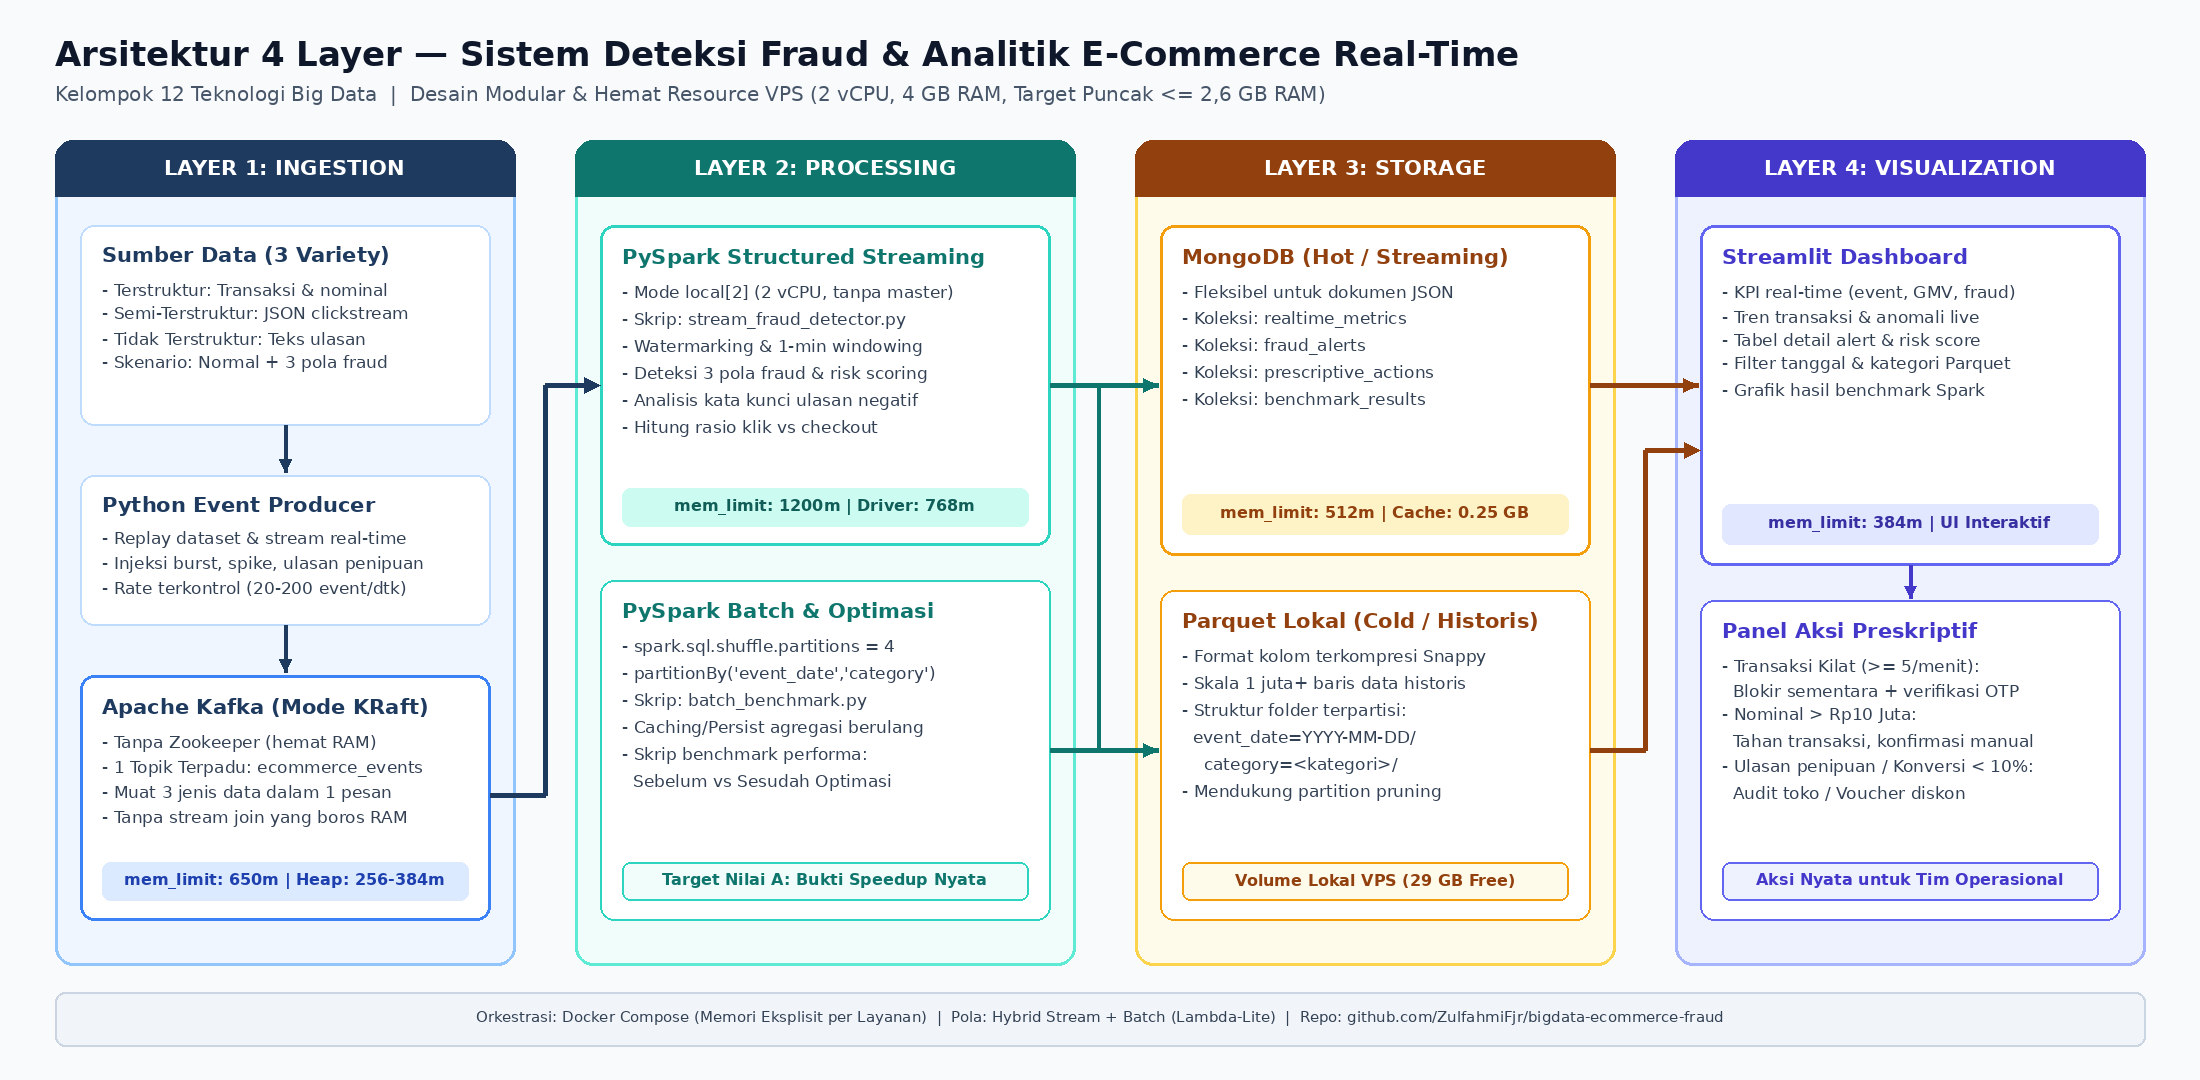 Arsitektur 4 Layer — Sistem Deteksi Fraud & Analitik E-Commerce Real-Time
Kelompok 12 Teknologi Big Data | Desain Modular & Hemat Resource VPS (2 vCPU, 4 GB RAM, Target Puncak <= 2,6 GB RAM)
LAYER 1: INGESTION
Sumber Data (3 Variety)
- Terstruktur: Transaksi & nominal
- Semi-Terstruktur: JSON clickstream
- Tidak Terstruktur: Teks ulasan
- Skenario: Normal + 3 pola fraud
Python Event Producer
- Replay dataset & stream real-time
- Injeksi burst, spike, ulasan penipuan
- Rate terkontrol (20-200 event/dtk)
Apache Kafka (Mode KRaft)
- Tanpa Zookeeper (hemat RAM)
- 1 Topik Terpadu: ecommerce_events
- Muat 3 jenis data dalam 1 pesan
- Tanpa stream join yang boros RAM
mem_limit: 650m | Heap: 256-384m
LAYER 2: PROCESSING
PySpark Structured Streaming
- Mode local[2] (2 vCPU, tanpa master)
- Skrip: stream_fraud_detector.py
- Watermarking & 1-min windowing
- Deteksi 3 pola fraud & risk scoring
- Analisis kata kunci ulasan negatif
- Hitung rasio klik vs checkout
mem_limit: 1200m | Driver: 768m
PySpark Batch & Optimasi
- spark.sql.shuffle.partitions = 4
- partitionBy('event_date','category')
- Skrip: batch_benchmark.py
- Caching/Persist agregasi berulang
- Skrip benchmark performa:
Sebelum vs Sesudah Optimasi
Target Nilai A: Bukti Speedup Nyata
LAYER 3: STORAGE
MongoDB (Hot / Streaming)
- Fleksibel untuk dokumen JSON
- Koleksi: realtime_metrics
- Koleksi: fraud_alerts
- Koleksi: prescriptive_actions
- Koleksi: benchmark_results
mem_limit: 512m | Cache: 0.25 GB
Parquet Lokal (Cold / Historis)
- Format kolom terkompresi Snappy
- Skala 1 juta+ baris data historis
- Struktur folder terpartisi:
event_date=YYYY-MM-DD/
category=<kategori>/
- Mendukung partition pruning
Volume Lokal VPS (29 GB Free)
LAYER 4: VISUALIZATION
Streamlit Dashboard
- KPI real-time (event, GMV, fraud)
- Tren transaksi & anomali live
- Tabel detail alert & risk score
- Filter tanggal & kategori Parquet
- Grafik hasil benchmark Spark
mem_limit: 384m | UI Interaktif
Panel Aksi Preskriptif
- Transaksi Kilat (>= 5/menit):
Blokir sementara + verifikasi OTP
- Nominal > Rp10 Juta:
Tahan transaksi, konfirmasi manual
- Ulasan penipuan / Konversi < 10%:
Audit toko / Voucher diskon
Aksi Nyata untuk Tim Operasional
Orkestrasi: Docker Compose (Memori Eksplisit per Layanan) | Pola: Hybrid Stream + Batch (Lambda-Lite) | Repo: github.com/ZulfahmiFjr/bigdata-ecommerce-fraud